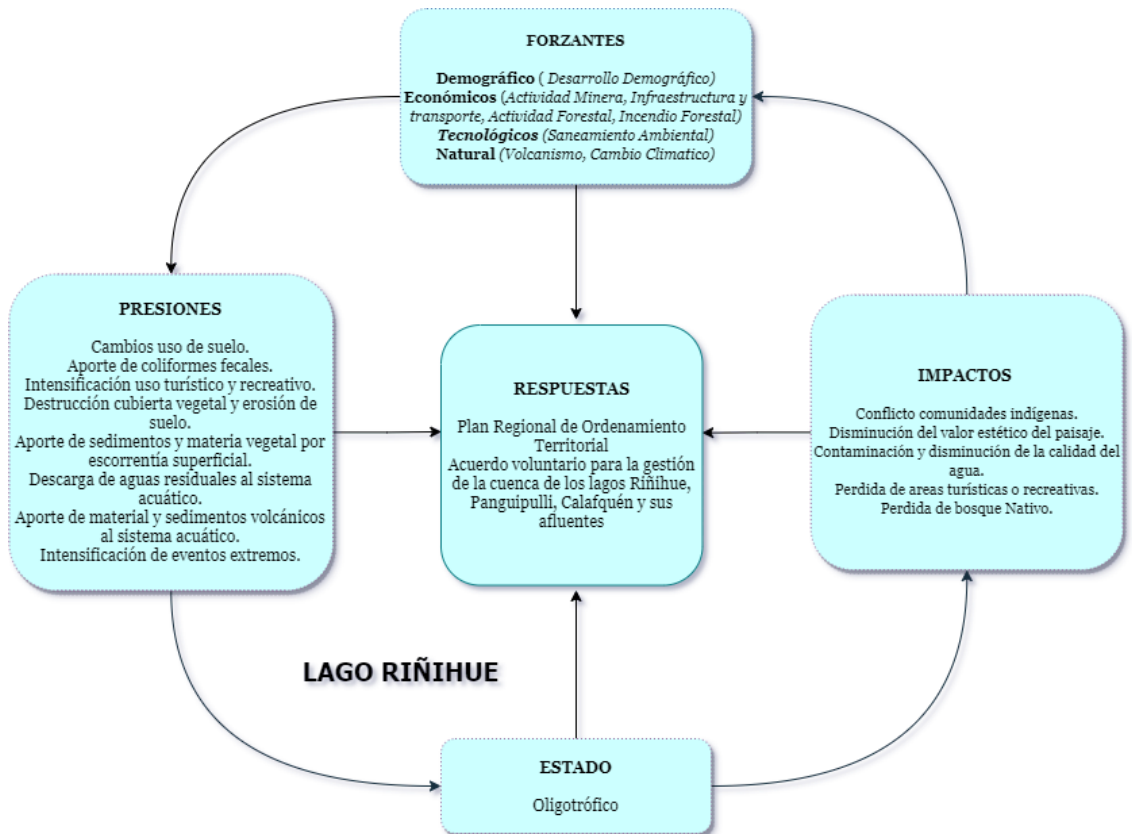 FORZANTES
Demográfico ( Desarrollo Demográfico)
Económicos (Actividad Minera, Infraestructura y
transporte, Actividad Forestal, Incendio Forestal)
Tecnológicos (Saneamiento Ambiental)
Natural (Volcanismo, Cambio Climatico)
PRESIONES
Cambios uso de suelo.
Aporte de coliformes fecales.
Intensificación uso turístico y recreativo.
Destrucción cubierta vegetal y erosión de
suelo.
Aporte de sedimentos y materia vegetal por
escorrentía superficial.
Descarga de aguas residuales al sistema
acuático.
Aporte de material y sedimentos volcánicos
al sistema acuático.
Intensificación de eventos extremos.
RESPUESTAS
Plan Regional de Ordenamiento
Territorial
Acuerdo voluntario para la gestión
de la cuenca de los lagos Riñihue,
Panguipulli, Calafquén y sus
afluentes
IMPACTOS
Conflicto comunidades indígenas.
Disminución del valor estético del paisaje.
Contaminación y disminución de la calidad del
agua.
Perdida de areas turísticas o recreativas.
Perdida de bosque Nativo.
LAGO RIÑIHUE
ESTADO
Oligotrófico